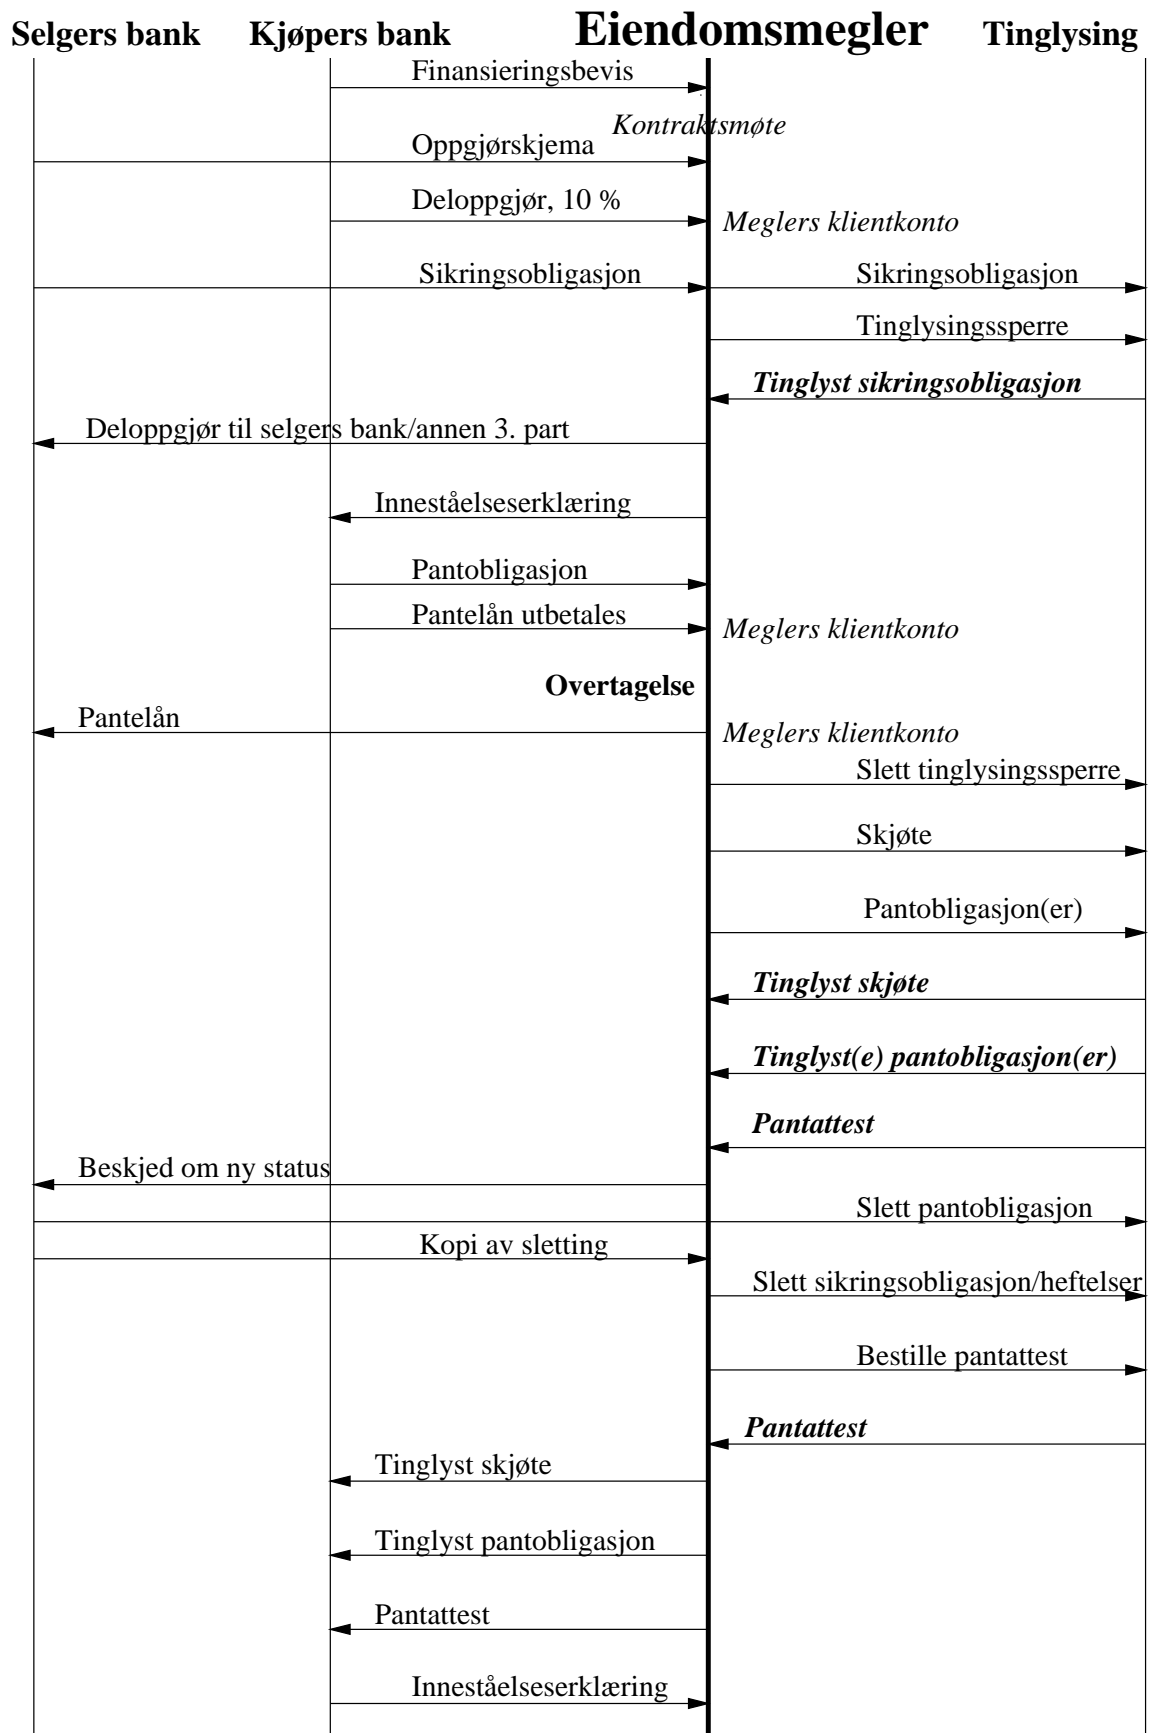 Selgers bank Kjøpers bank Eiendomsmegler Tinglysing
Finansieringsbevis
Kontraktsmøte
Oppgjørskjema
Deloppgjør, 10 %
Meglers klientkonto
Sikringsobligasjon Sikringsobligasjon
Tinglysingssperre
Tinglyst sikringsobligasjon
Deloppgjør til selgers bank/annen 3. part
Inneståelseserklæring
Pantobligasjon
Pantelån utbetales
Meglers klientkonto
Overtagelse
Pantelån
Meglers klientkonto
Slett tinglysingssperre
Skjøte
Pantobligasjon(er)
Tinglyst skjøte
Tinglyst(e) pantobligasjon(er)
Pantattest
Beskjed om ny status
Slett pantobligasjon
Kopi av sletting
Slett sikringsobligasjon/heftelser
Bestille pantattest
Pantattest
Tinglyst skjøte
Tinglyst pantobligasjon
Pantattest
Inneståelseserklæring